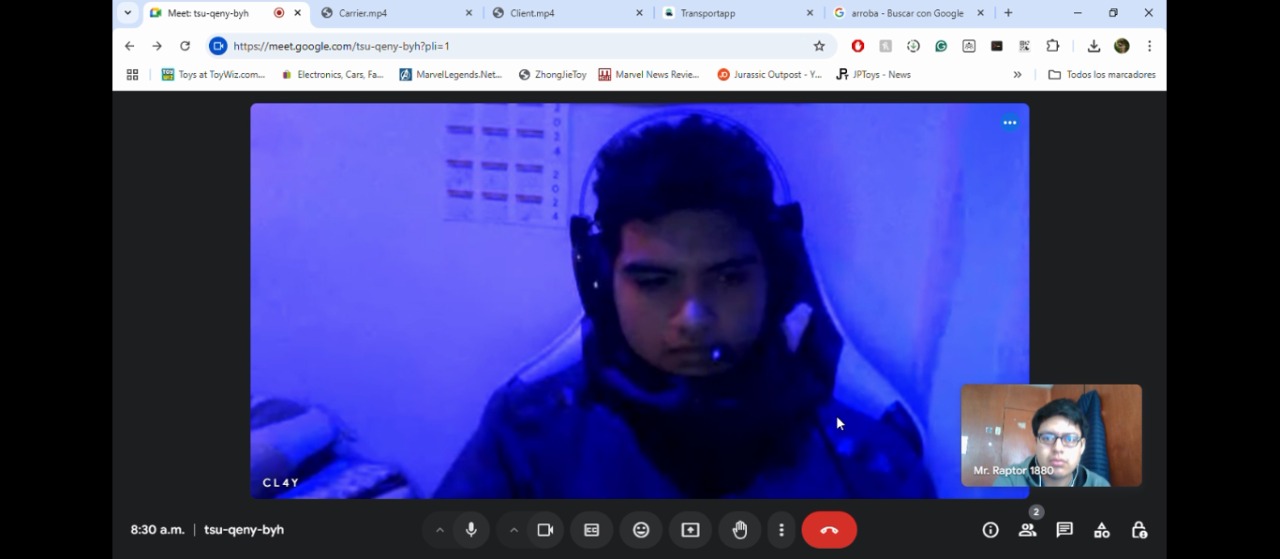 Meet: tsu-qeny-byh
Carrier.mp4
Client.mp4
Transportapp
arroba - Buscar con Google
https://meet.google.com/tsu-qeny-byh?pli=1
Toys at ToyWiz.com...
Electronics, Cars, Fa...
MarvelLegends.Net...
ZhongJieToy
Marvel News Revie...
Jurassic Outpost - Y...
JPToys - News
Todos los marcadores
2024
2024
CL4Y
Mr. Raptor 1880
2
8:30 a.m. | tsu-qeny-byh